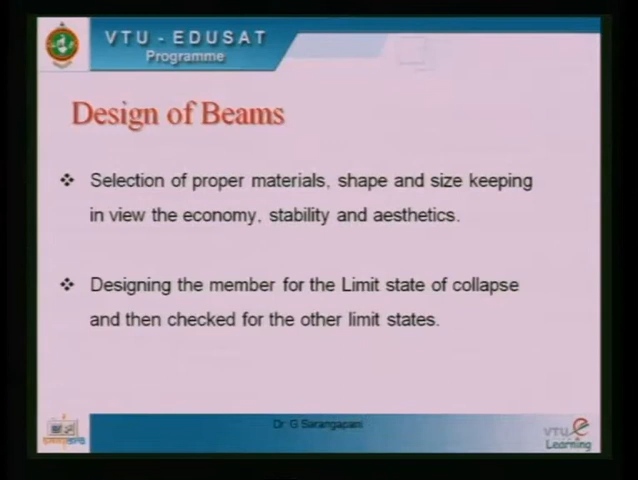 VTU - EDUSAT
Programme
Design of Beams
Selection of proper materials, shape and size keeping
in view the economy, stability and aesthetics.
Designing the member for the Limit state of collapse
and then checked for the other limit states.
Dr G Sarangapani
VTU e
Learning